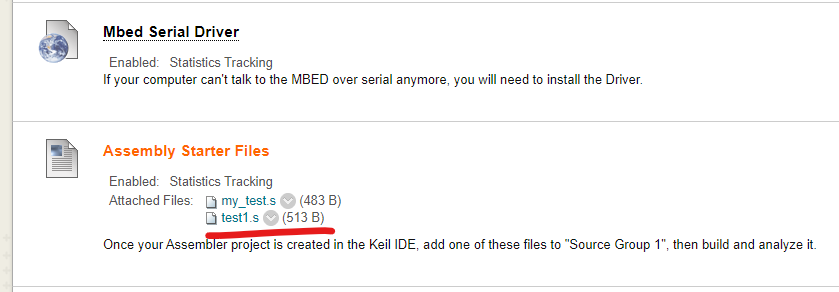 Mbed Serial Driver
Enabled: Statistics Tracking
If your computer can't talk to the MBED over serial anymore, you will need to install the Driver.
Assembly Starter Files
Enabled: Statistics Tracking
Attached Files: my_test.s (483 B)
test1.s (513 B)
Once your Assembler project is created in the Keil IDE, add one of these files to "Source Group 1", then build and analyze it.